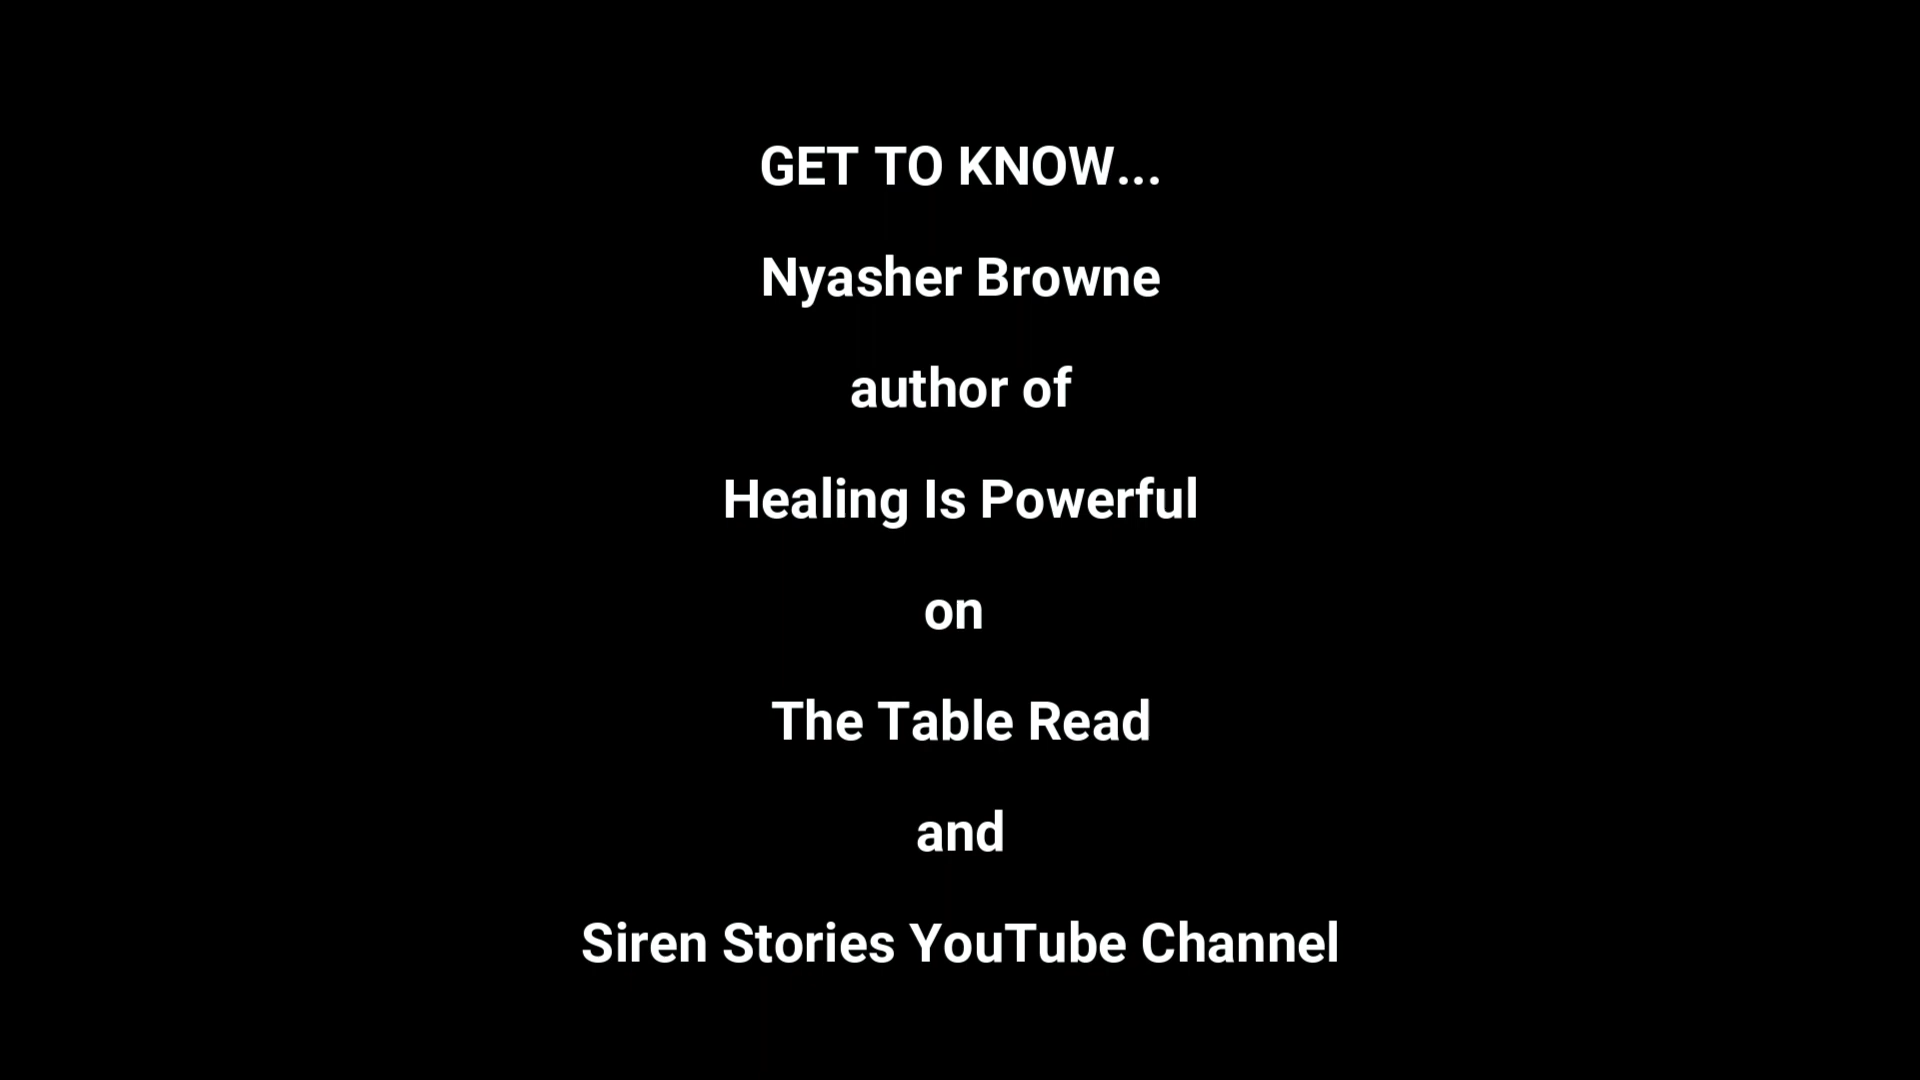 GET TO KNOW...
Nyasher Browne
author of
Healing Is Powerful
on
The Table Read
and
Siren Stories YouTube Channel